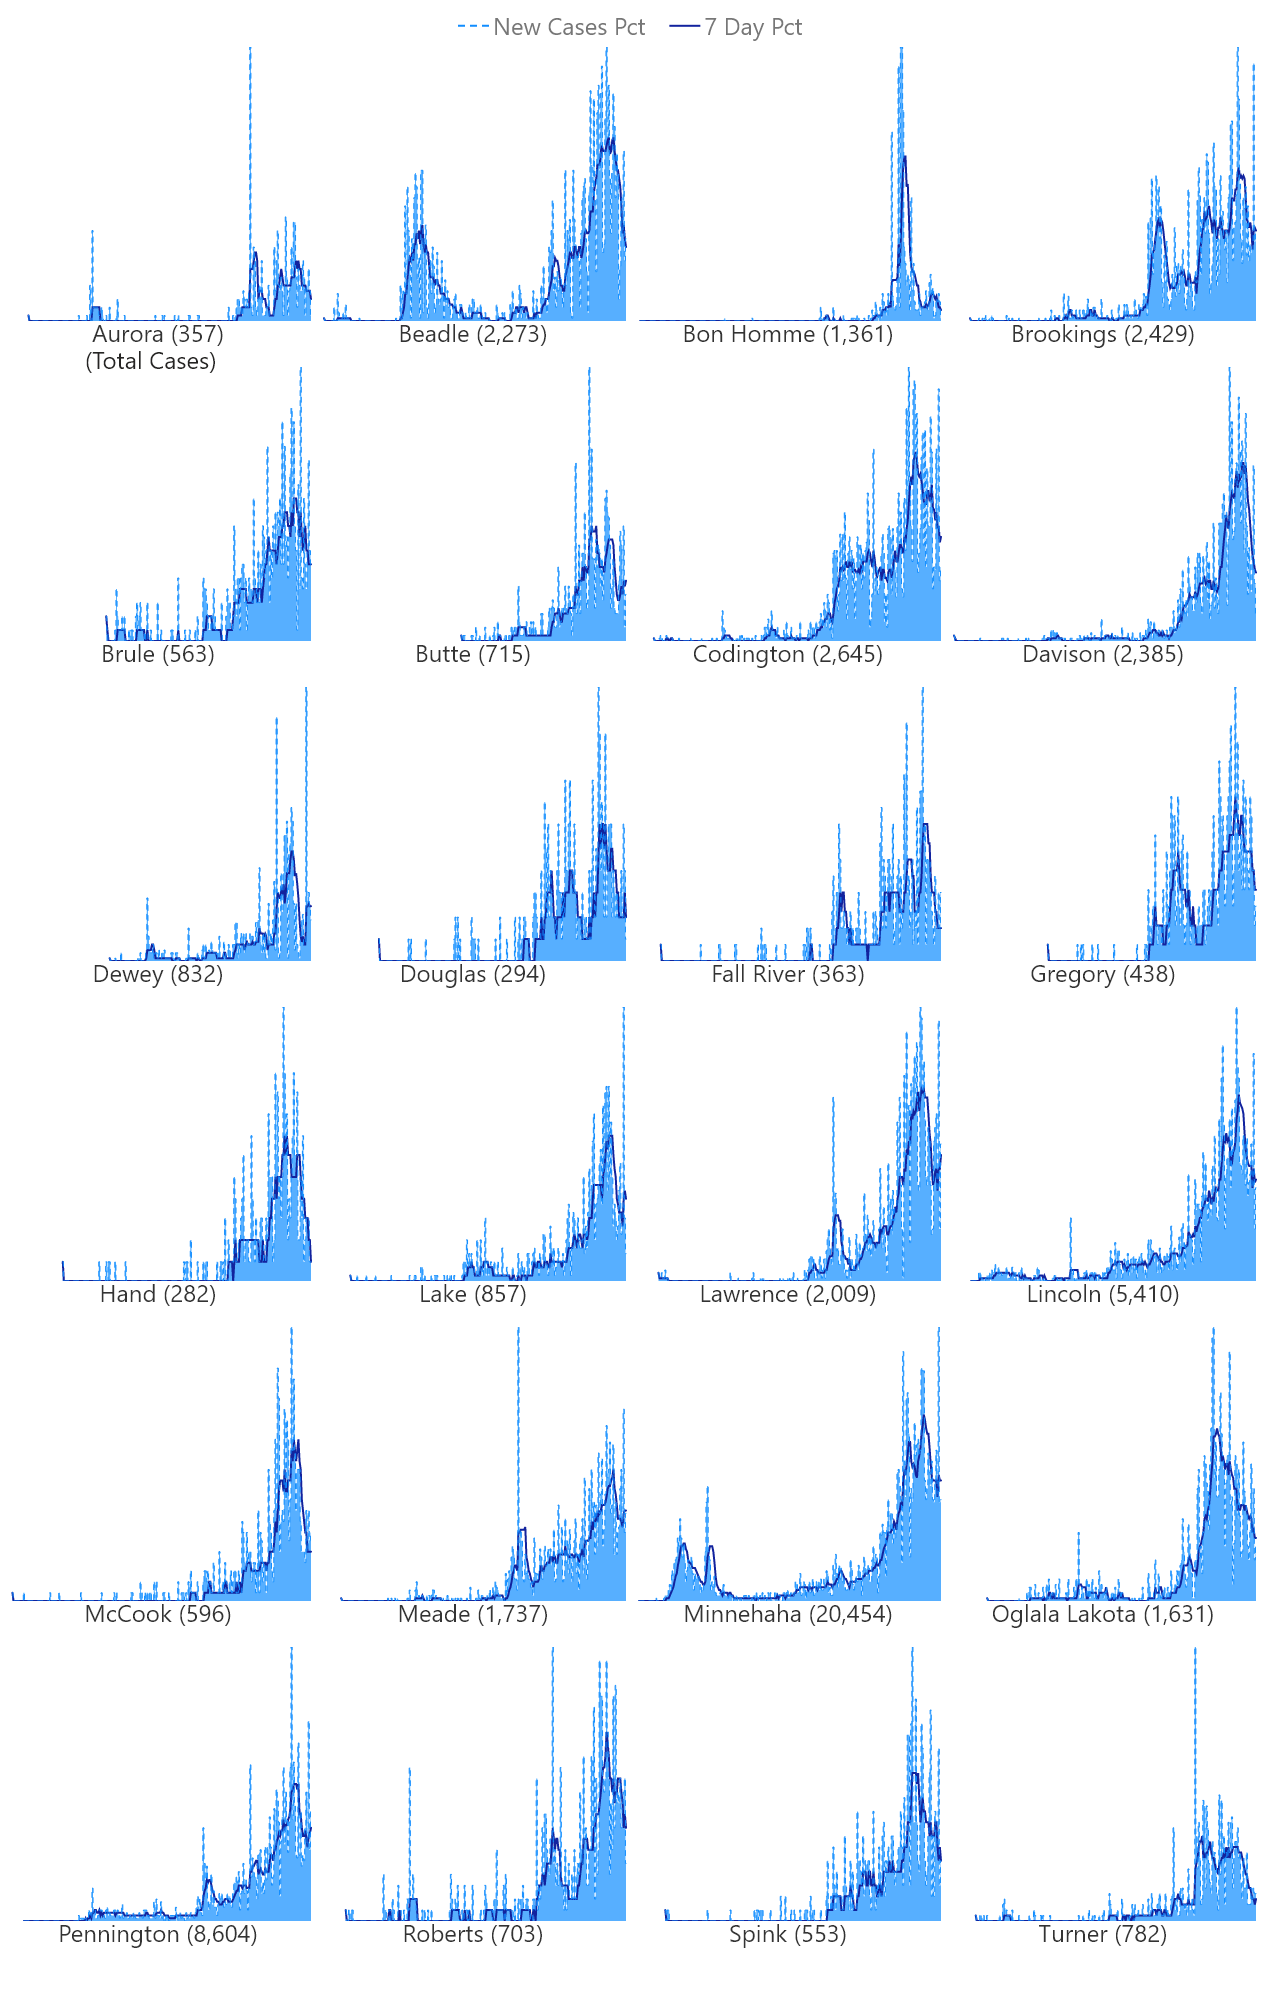 New Cases Pct 7 Day Pct
Aurora (357) Beadle (2,273) Bon Homme (1,361) Brookings (2,429)
(Total Cases)
Brule (563) Butte (715) Codington (2,645) Davison (2,385)
Dewey (832) Douglas (294) Fall River (363) Gregory (438)
Hand (282) Lake (857) Lawrence (2,009) Lincoln (5,410)
McCook (596) Meade (1,737) Minnehaha (20,454) Oglala Lakota (1,631)
Pennington (8,604) Roberts (703) Spink (553) Turner (782)